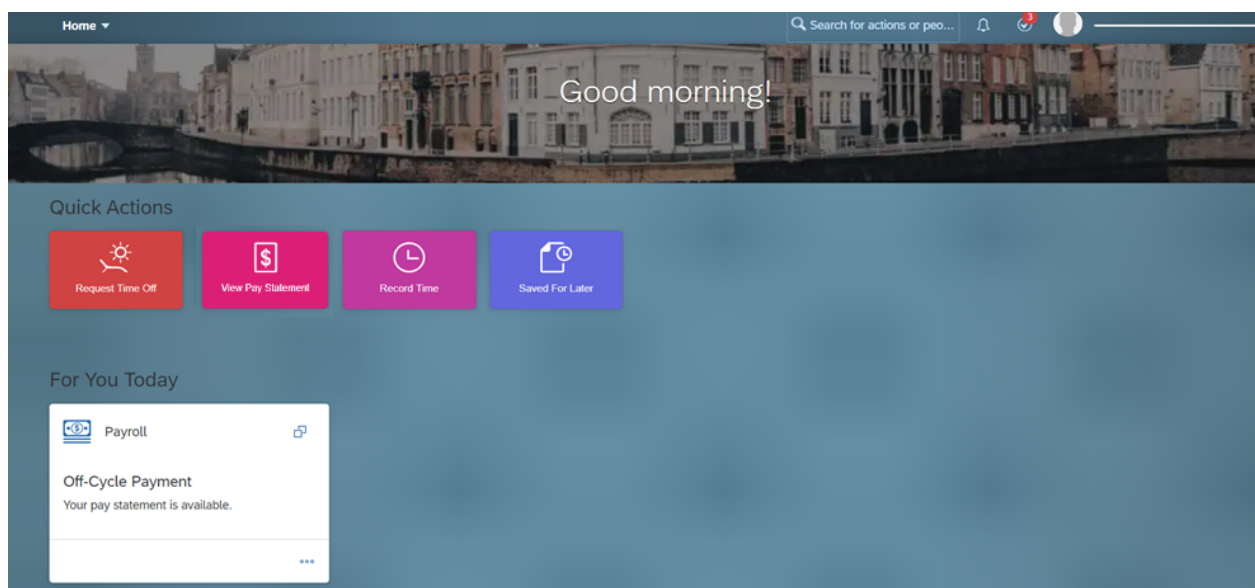 Home
Search for actions or peo...
3
Good morning!
Quick Actions
Request Time Off
View Pay Statement
Record Time
Saved For Later
For You Today
Payroll
Off-Cycle Payment
Your pay statement is available.